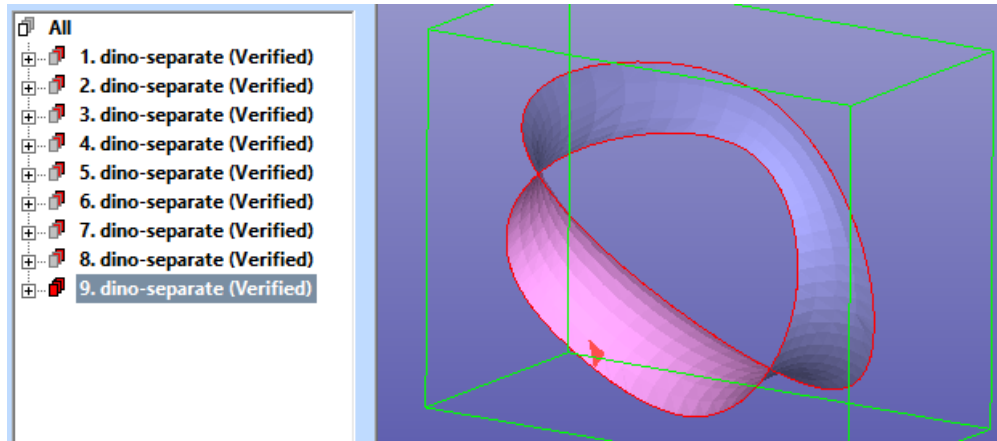 All
1. dino-separate (Verified)
2. dino-separate (Verified)
3. dino-separate (Verified)
4. dino-separate (Verified)
5. dino-separate (Verified)
6. dino-separate (Verified)
7. dino-separate (Verified)
8. dino-separate (Verified)
9. dino-separate (Verified)